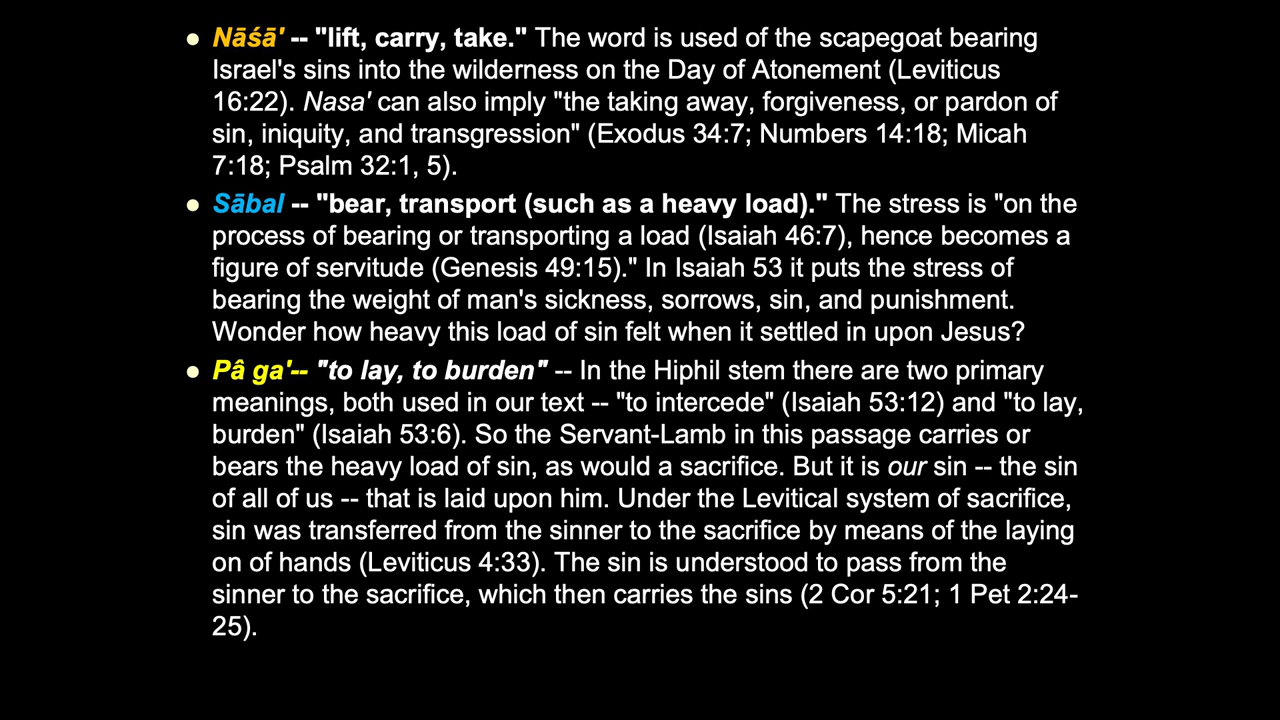 ● Nāśā' -- "lift, carry, take." The word is used of the scapegoat bearing
Israel's sins into the wilderness on the Day of Atonement (Leviticus
16:22). Nasa' can also imply "the taking away, forgiveness, or pardon of
sin, iniquity, and transgression" (Exodus 34:7; Numbers 14:18; Micah
7:18; Psalm 32:1, 5).
● Sābal -- "bear, transport (such as a heavy load)." The stress is "on the
process of bearing or transporting a load (Isaiah 46:7), hence becomes a
figure of servitude (Genesis 49:15)." In Isaiah 53 it puts the stress of
bearing the weight of man's sickness, sorrows, sin, and punishment.
Wonder how heavy this load of sin felt when it settled in upon Jesus?
● Pâ ga'-- "to lay, to burden" -- In the Hiphil stem there are two primary
meanings, both used in our text -- "to intercede" (Isaiah 53:12) and "to lay,
burden" (Isaiah 53:6). So the Servant-Lamb in this passage carries or
bears the heavy load of sin, as would a sacrifice. But it is our sin -- the sin
of all of us -- that is laid upon him. Under the Levitical system of sacrifice,
sin was transferred from the sinner to the sacrifice by means of the laying
on of hands (Leviticus 4:33). The sin is understood to pass from the
sinner to the sacrifice, which then carries the sins (2 Cor 5:21; 1 Pet 2:24-
25).